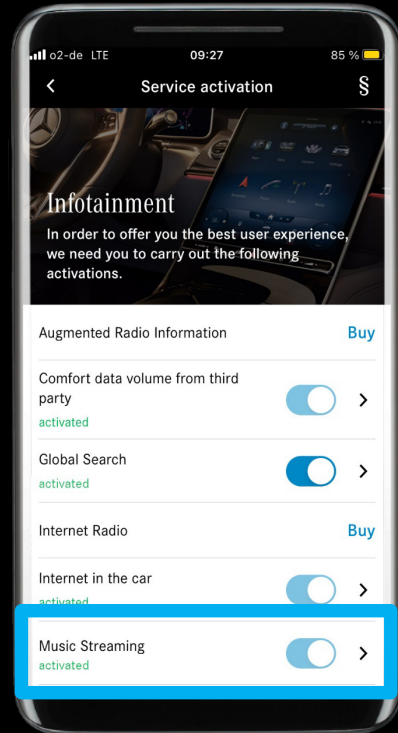 o2-de LTE 09:27 85 %
Service activation §
Infotainment
In order to offer you the best user experience,
we need you to carry out the following
activations.
Augmented Radio Information Buy
Comfort data volume from third
party
activated
Global Search
activated
Internet Radio Buy
Internet in the car
activated
Music Streaming
activated